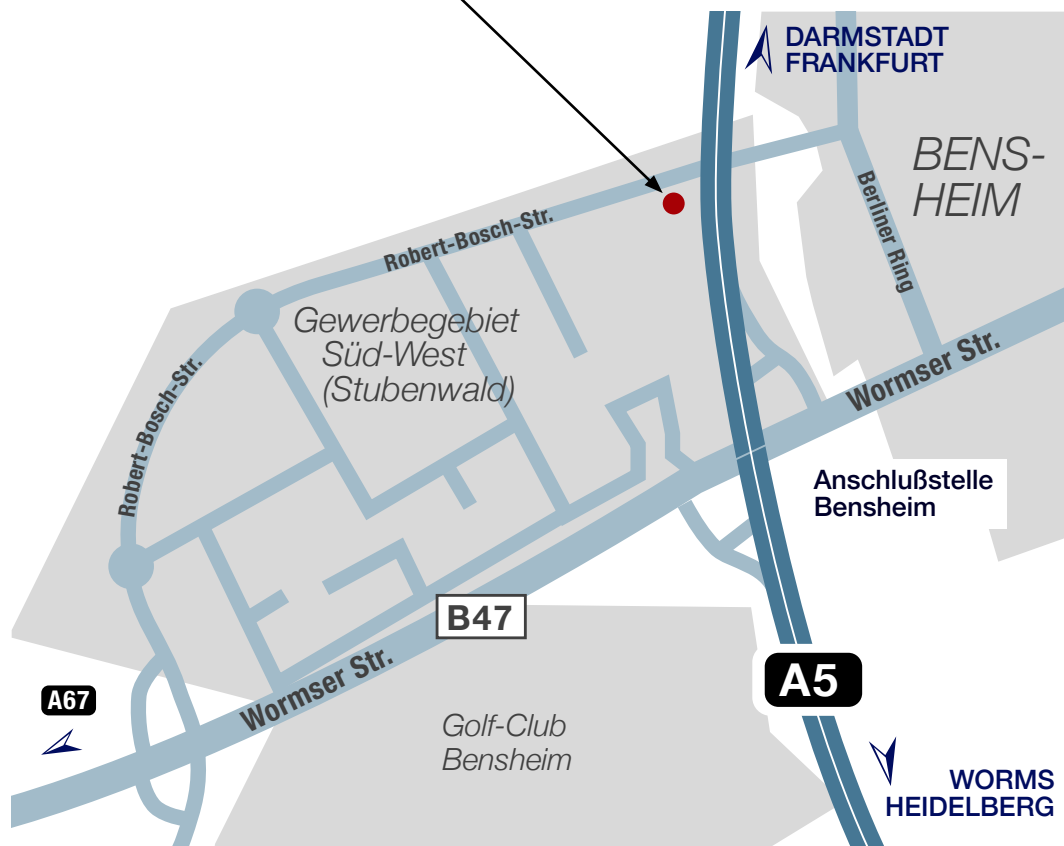 DARMSTADT
FRANKFURT
BENS-
HEIM
Berliner Ring
Robert-Bosch-Str.
Gewerbegebiet
Süd-West
(Stubenwald)
Robert-Bosch-Str.
Wormser Str.
Anschlußstelle
Bensheim
B47
Wormser Str.
A5
A67
Golf-Club
Bensheim
WORMS
HEIDELBERG